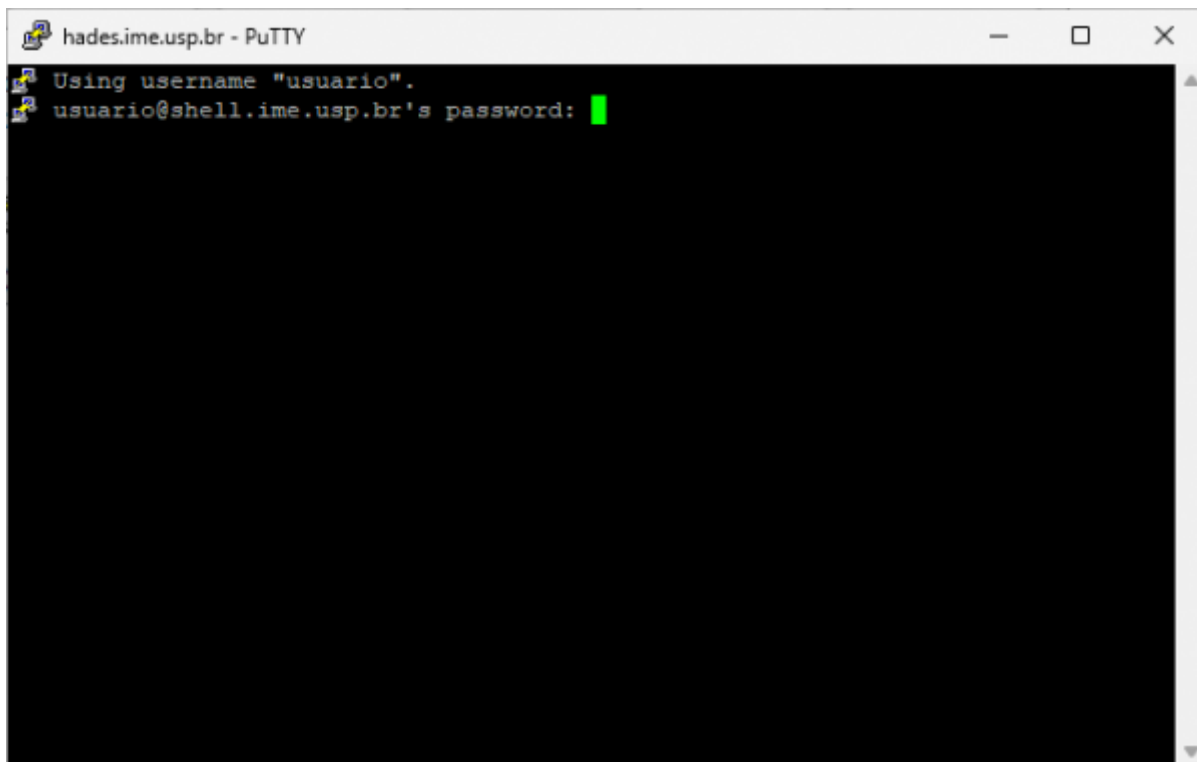 hades.ime.usp.br - PuTTY
Using username "usuario".
usuario@shell.ime.usp.br's password: